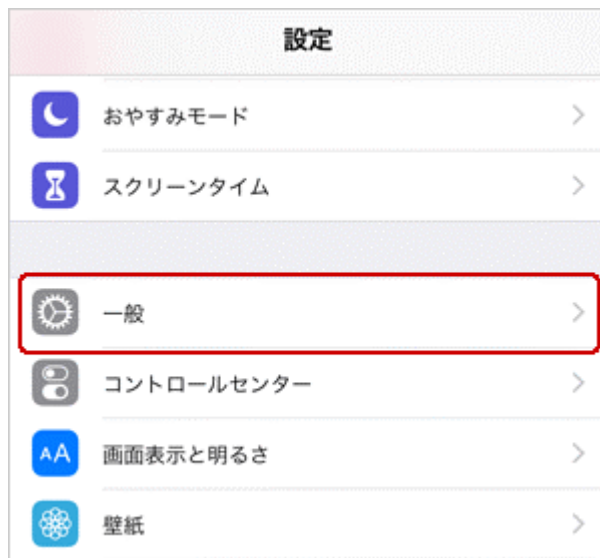 設定
おやすみモード
スクリーンタイム
一般
コントロールセンター
AA 画面表示と明るさ
壁紙